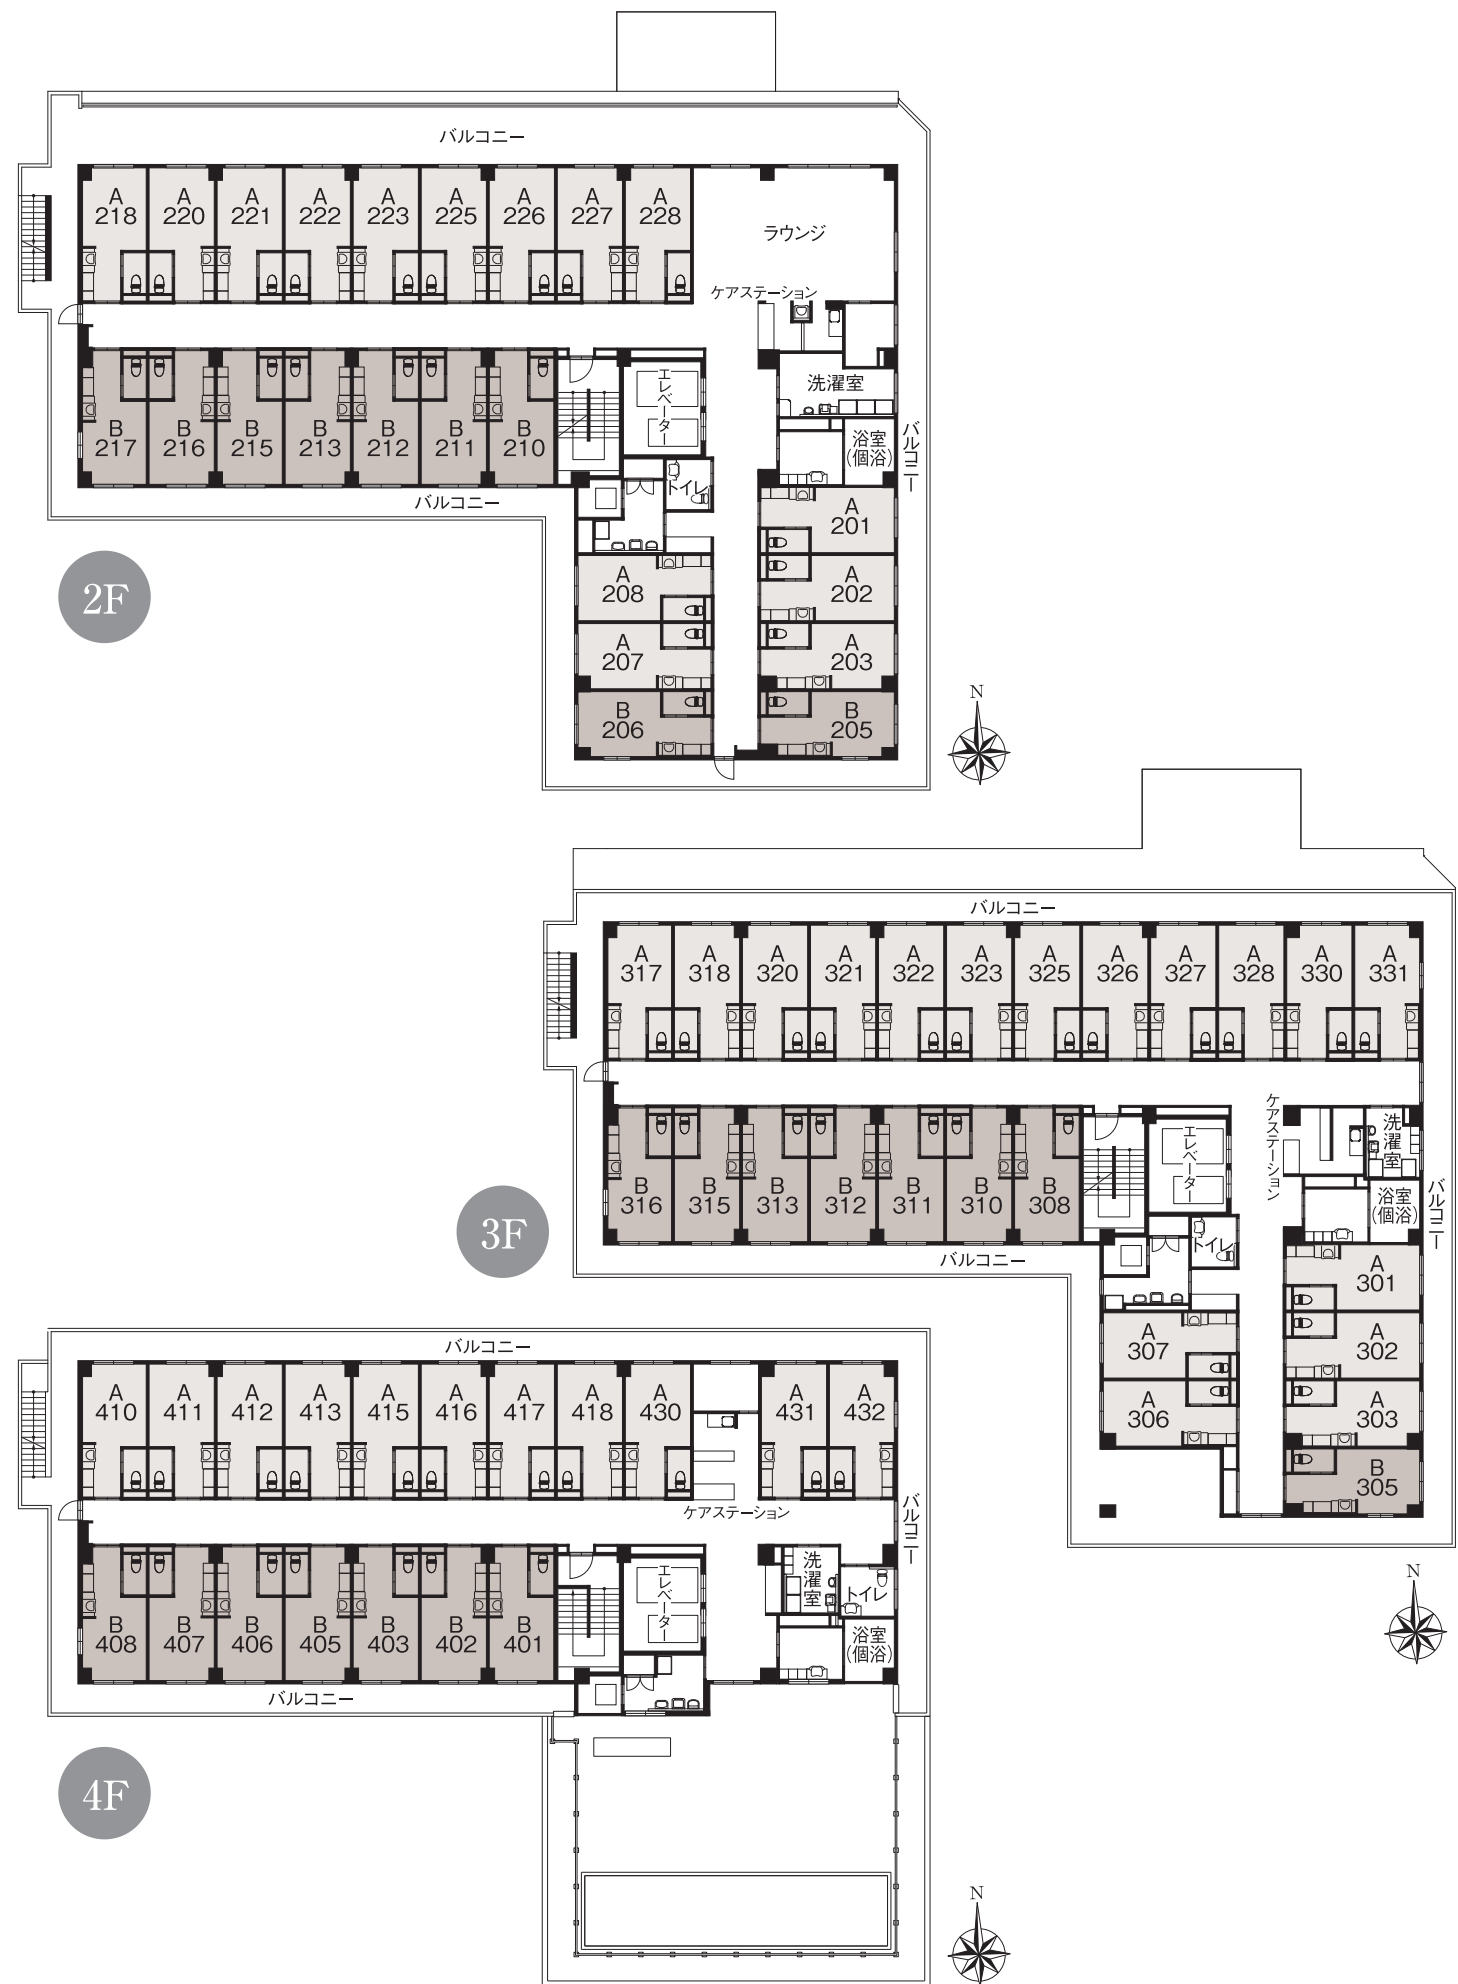 バルコニー
A
218
A
220
A
221
A
222
A
223
A
225
A
226
A
227
A
228
ラウンジ
ケアステーション
B
217
B
216
B
215
B
213
B
212
B
211
B
210
エレベーター
洗濯室
浴室
(個浴)
バルコニー
トイレ
バルコニー
A
201
A
208
A
202
A
207
A
203
B
206
B
205
2F
N
バルコニー
A
317
A
318
A
320
A
321
A
322
A
323
A
325
A
326
A
327
A
328
A
330
A
331
ケアステーション
B
316
B
315
B
313
B
312
B
311
B
310
B
308
エレベーター
洗濯室
浴室
(個浴)
バルコニー
トイレ
バルコニー
A
301
A
307
A
302
A
306
A
303
B
305
3F
N
バルコニー
A
410
A
411
A
412
A
413
A
415
A
416
A
417
A
418
A
430
A
431
A
432
ケアステーション
バルコニー
B
408
B
407
B
406
B
405
B
403
B
402
B
401
エレベーター
洗濯室
トイレ
浴室
(個浴)
バルコニー
4F
N